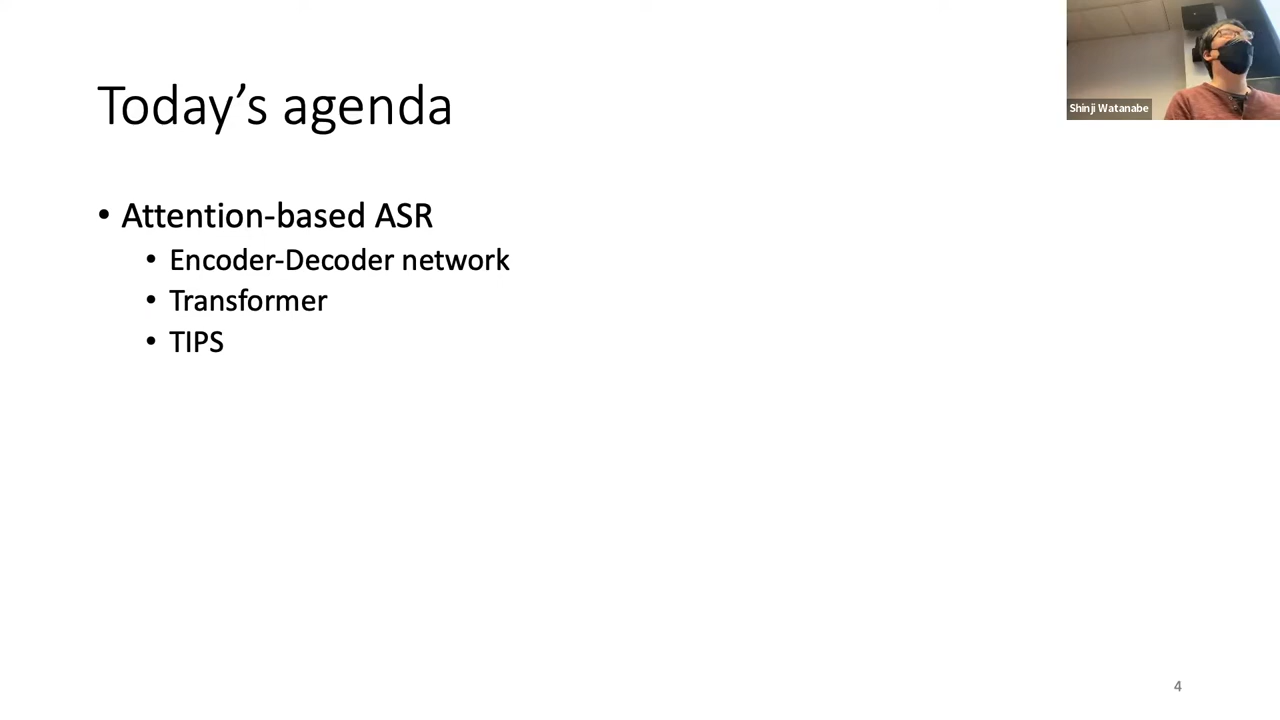 Today’s agenda
• Attention-based ASR
• Encoder-Decoder network
• Transformer
• TIPS
Shinji Watanabe
4